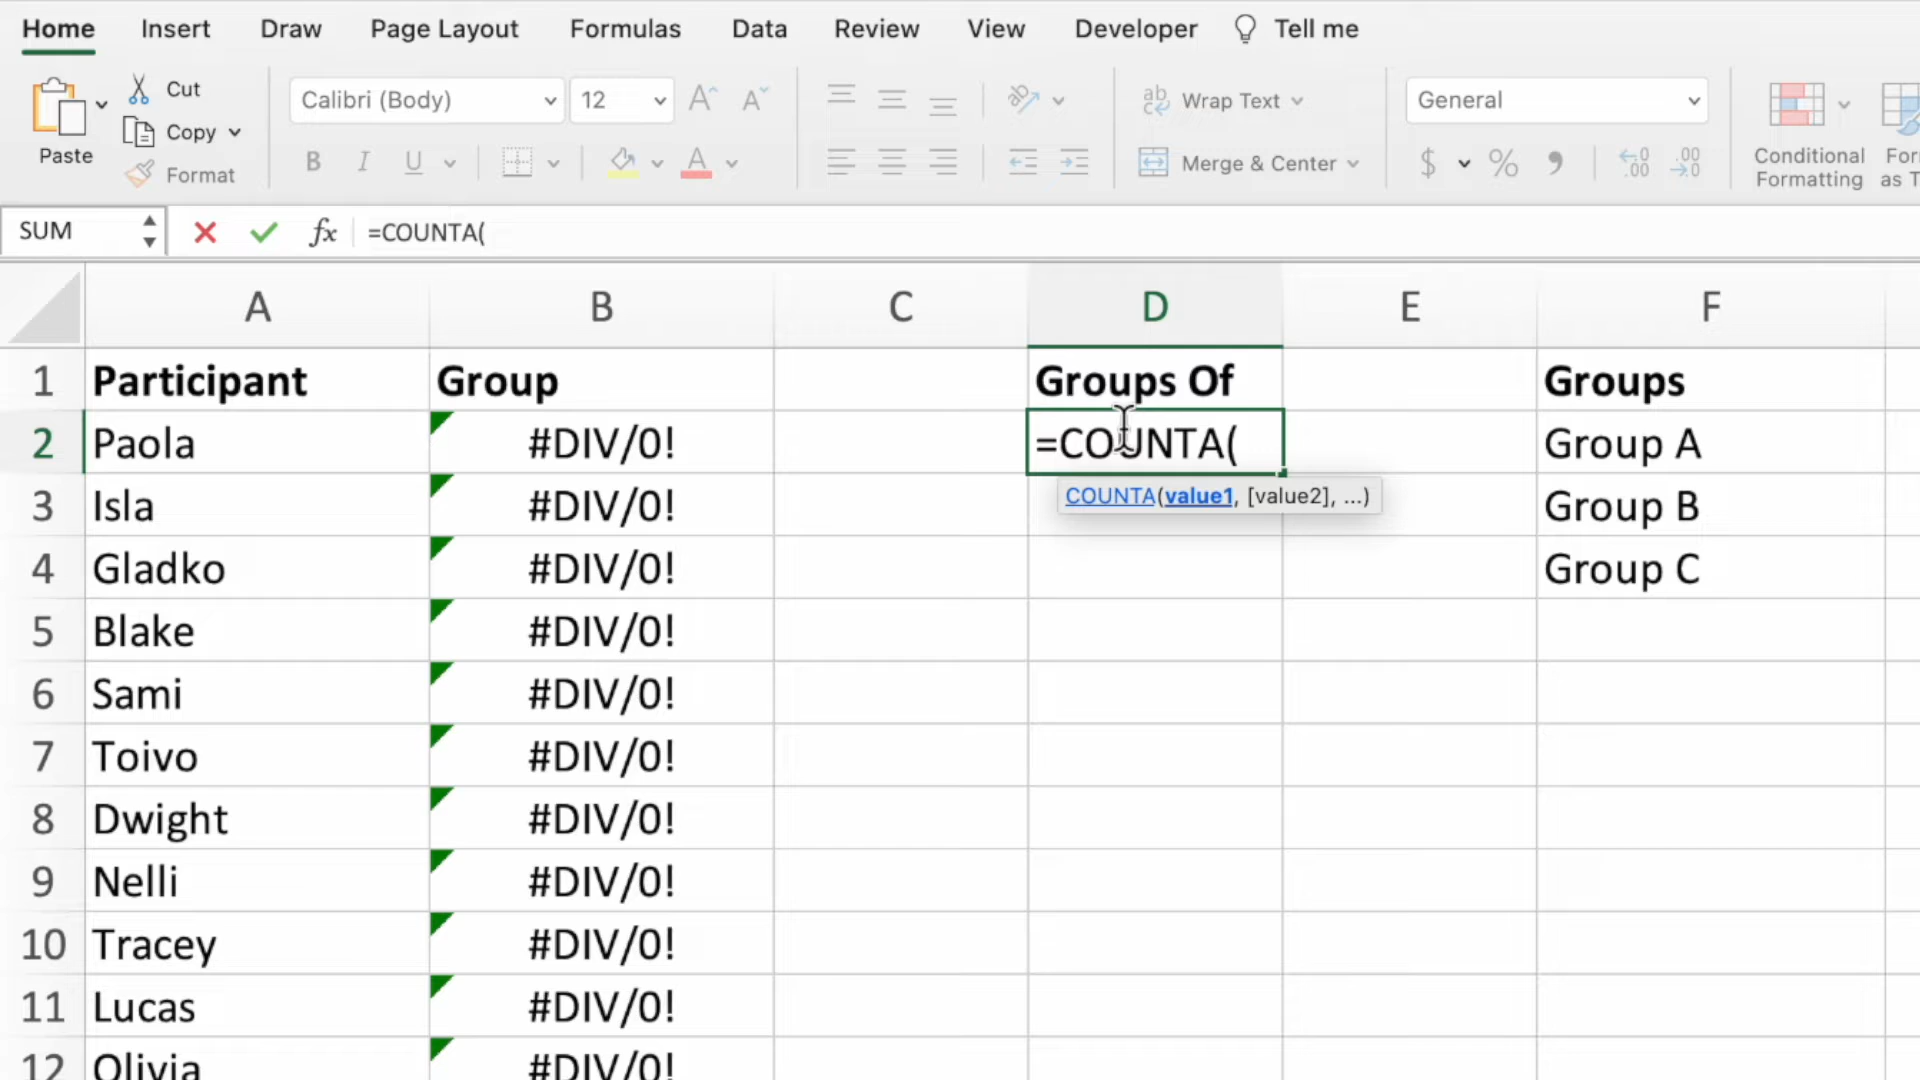 Home Insert Draw Page Layout Formulas Data Review View Developer Tell me
Paste Cut Copy Format
Calibri (Body) 12 A A
B I U A
ab Wrap Text
Merge & Center
General
$ % 9 .00 .00
Conditional Formatting
SUM fx =COUNTA(
A B C D E F
1 Participant Group Groups Of Groups
2 Paola #DIV/0! =COUNTA( Group A
COUNTA(value1, [value2], ...)
3 Isla #DIV/0! Group B
4 Gladko #DIV/0! Group C
5 Blake #DIV/0!
6 Sami #DIV/0!
7 Toivo #DIV/0!
8 Dwight #DIV/0!
9 Nelli #DIV/0!
10 Tracey #DIV/0!
11 Lucas #DIV/0!
12 Olivia #DIV/0!